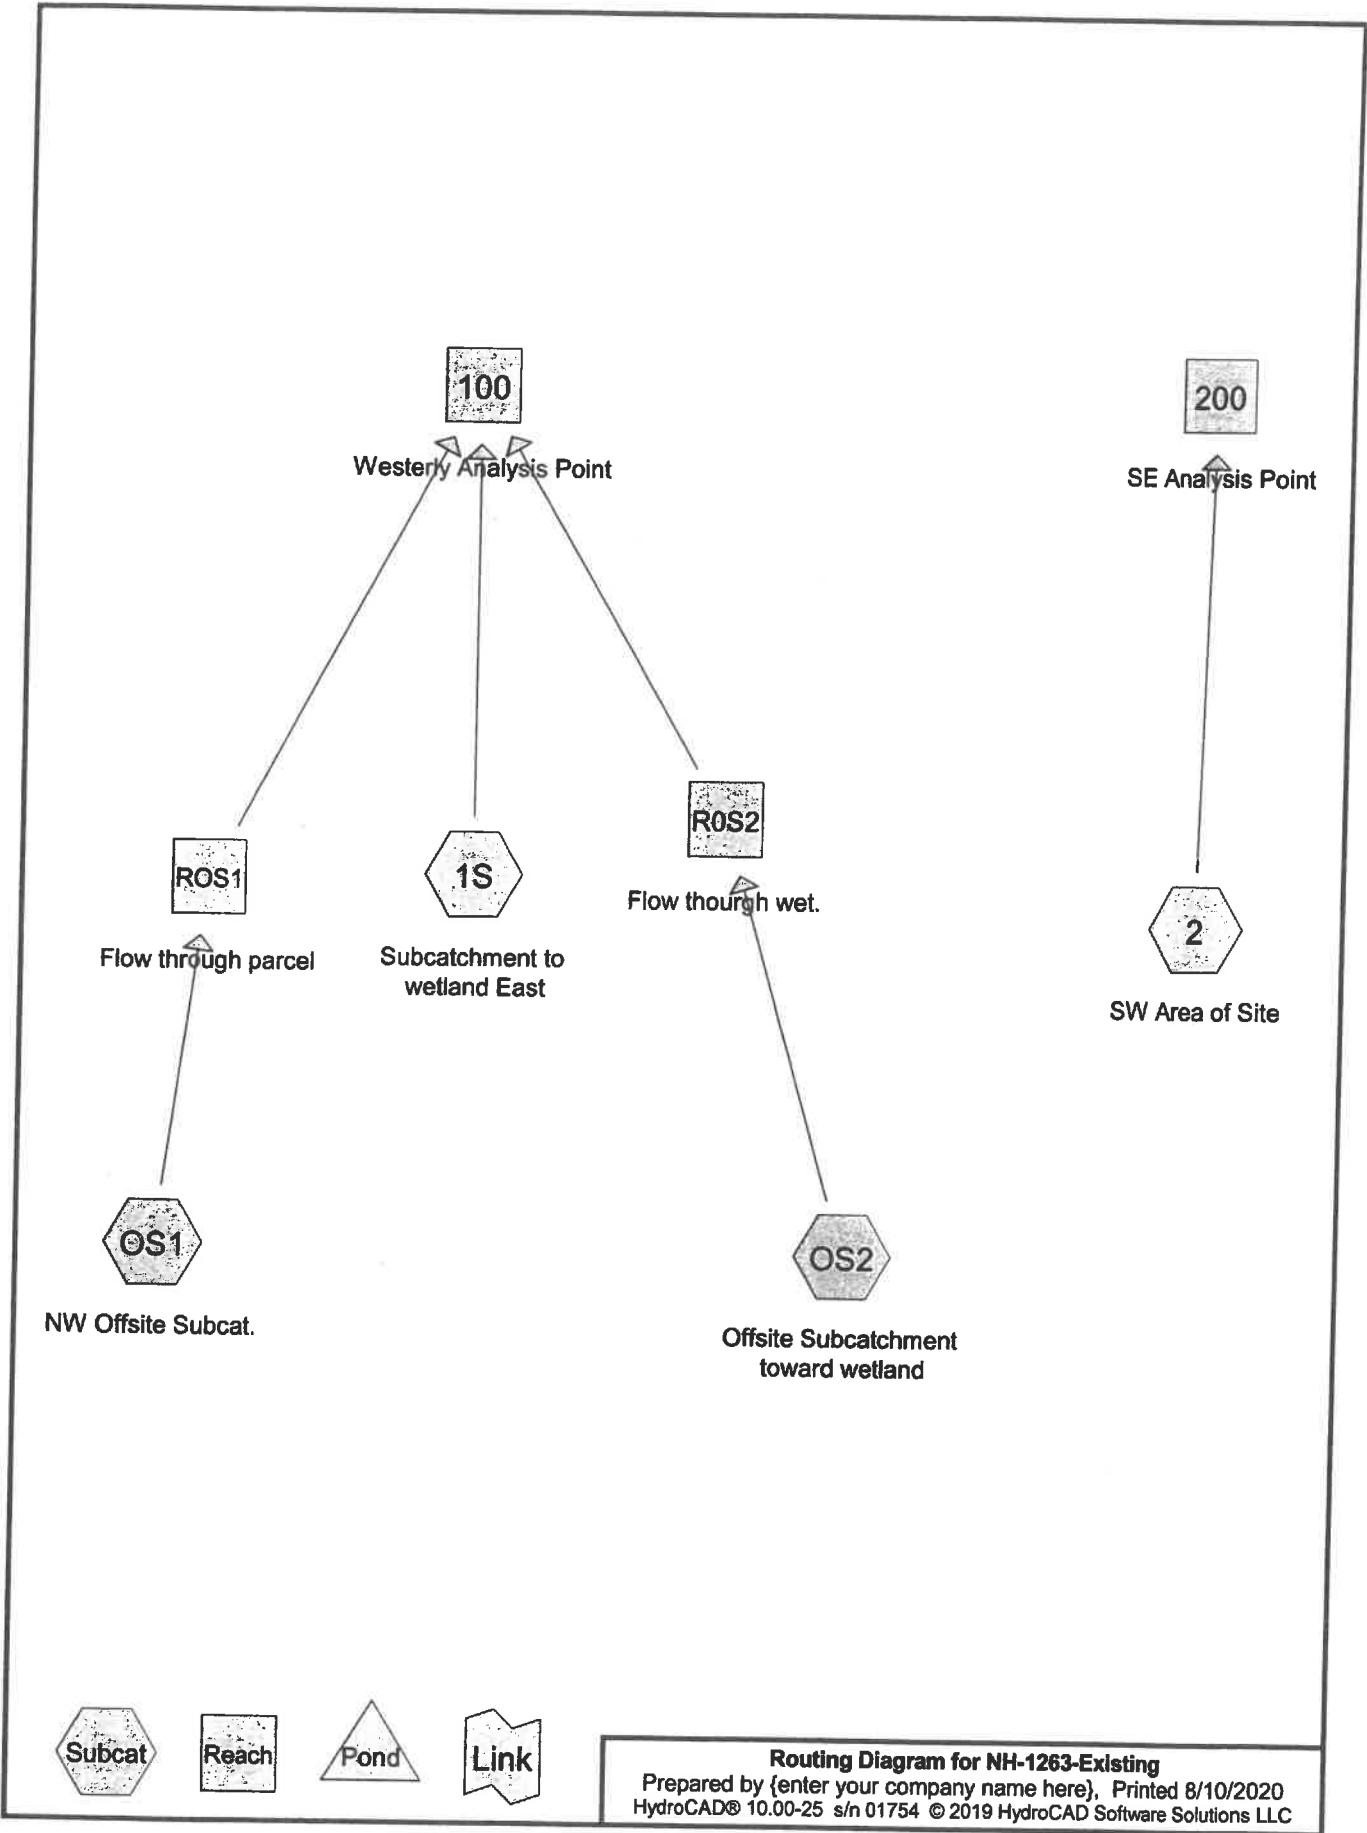 100
Westerly Analysis Point
200
SE Analysis Point
ROS1
Flow through parcel
1S
Subcatchment to
wetland East
R0S2
Flow thourgh wet.
2
SW Area of Site
OS1
NW Offsite Subcat.
OS2
Offsite Subcatchment
toward wetland
Subcat
Reach
Pond
Link
Routing Diagram for NH-1263-Existing
Prepared by {enter your company name here}, Printed 8/10/2020
HydroCAD® 10.00-25 s/n 01754 © 2019 HydroCAD Software Solutions LLC